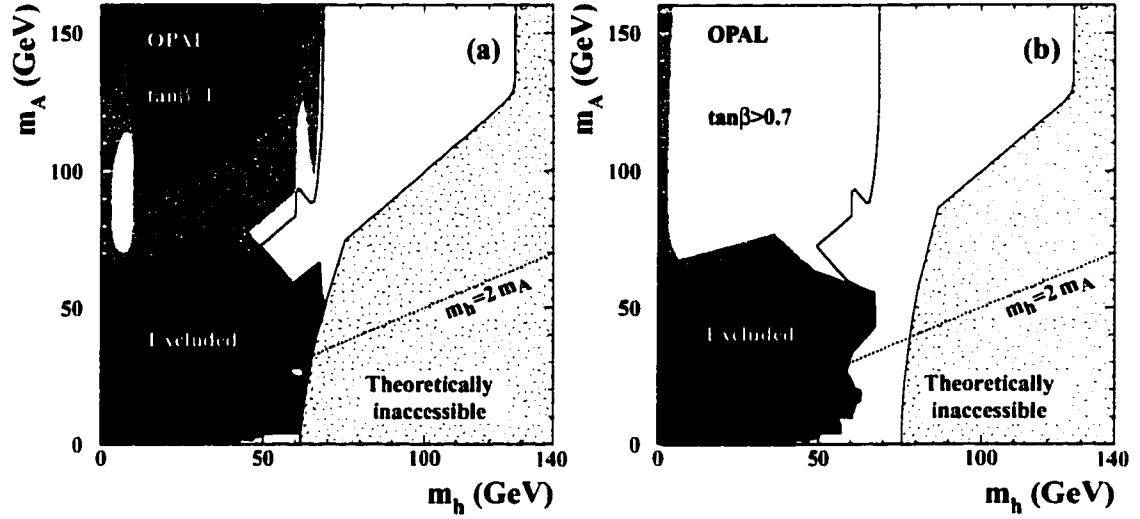 m_A (GeV)
150
100
50
0
OPAL
(a)
Excluded
m_h=2 m_A
Theoretically
inaccessible
0
50
100
140
m_h (GeV)
m_A (GeV)
150
100
50
0
OPAL
(b)
tanβ>0.7
Excluded
m_h=2 m_A
Theoretically
inaccessible
0
50
100
140
m_h (GeV)